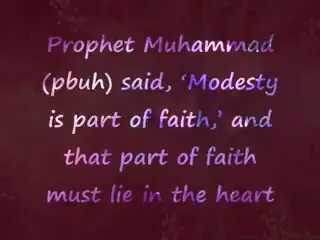 Prophet Muhammad
(pbuh) said, ‘Modesty
is part of faith,’ and
that part of faith
must lie in the heart